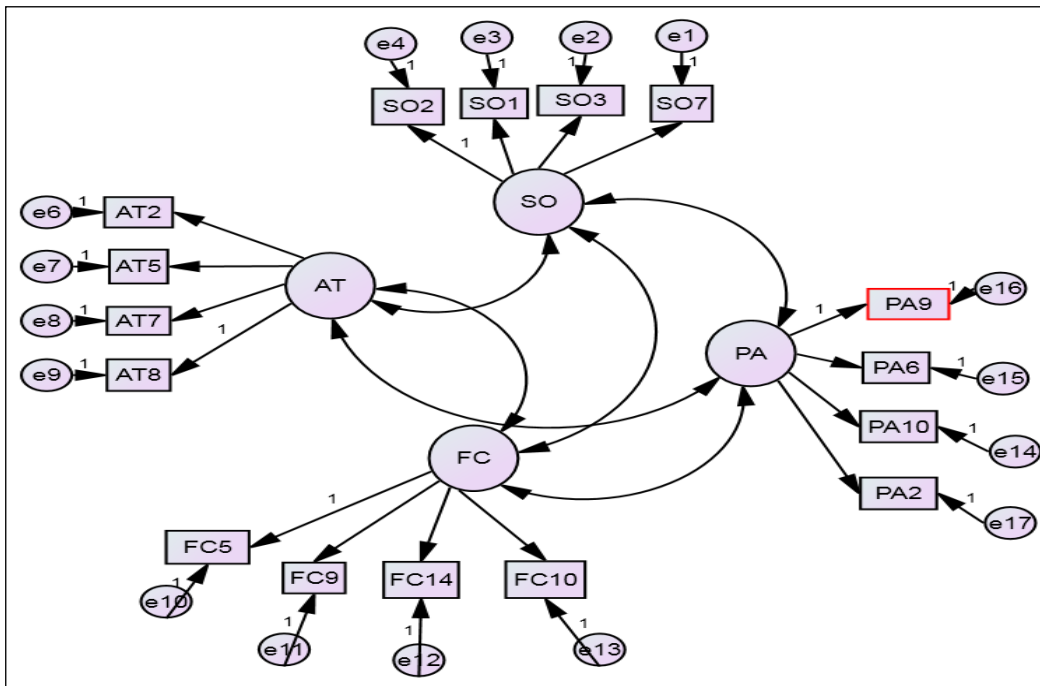 e4
e3
e2
e1
1
1
1
1
SO2
SO1
SO3
SO7
1
SO
e6
1
AT2
e7
1
AT5
e8
1
AT7
e9
1
AT8
1
AT
PA
1
PA9
1
e16
PA6
1
e15
PA10
1
e14
PA2
1
e17
FC
1
FC5
FC9
FC14
FC10
1
e10
1
e11
1
e12
1
e13